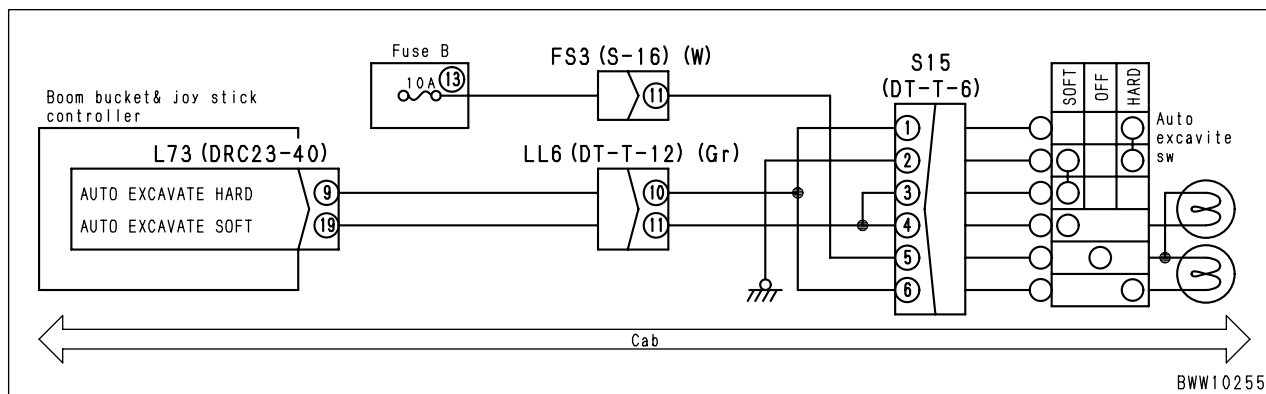 Fuse B
10A
13
FS3 (S-16) (W)
11
S15
(DT-T-6)
SOFT
OFF
HARD
Auto
excavite
sw
Boom bucket& joy stick
controller
L73 (DRC23-40)
AUTO EXCAVATE HARD
9
AUTO EXCAVATE SOFT
19
LL6 (DT-T-12) (Gr)
10
11
1
2
3
4
5
6
Cab
BWW10255